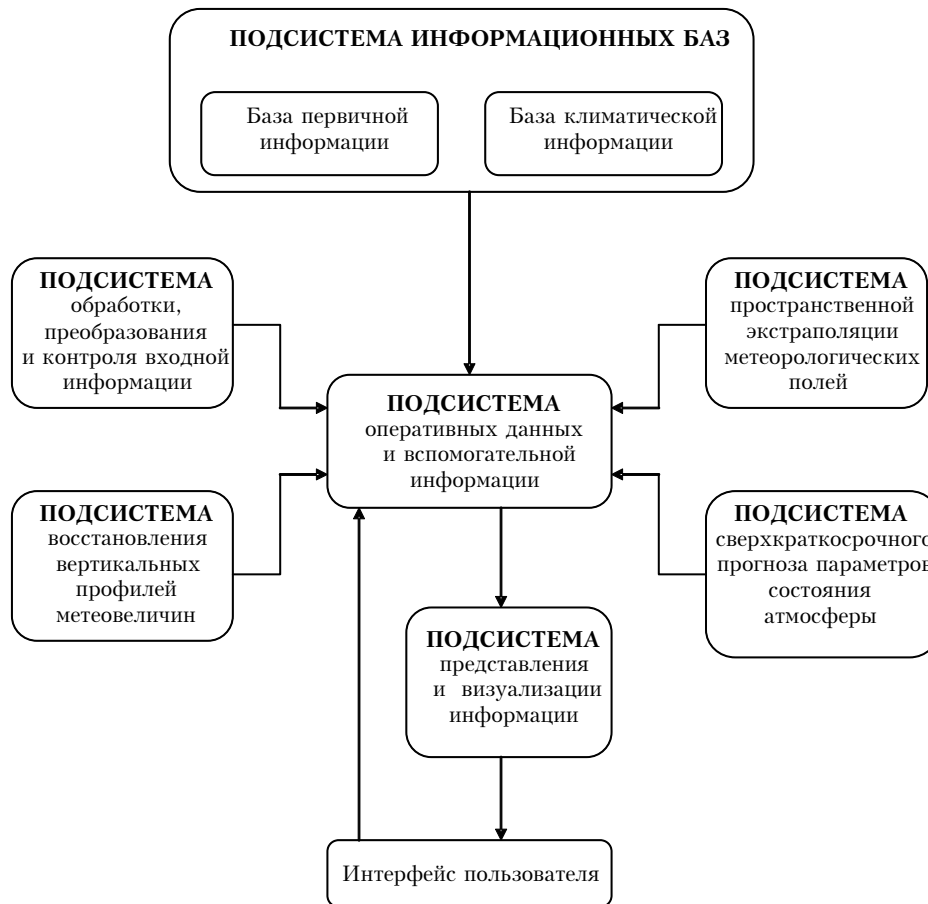 ПОДСИСТЕМА ИНФОРМАЦИОННЫХ БАЗ
База первичной
информации
База климатической
информации
ПОДСИСТЕМА
обработки,
преобразования
и контроля входной
информации
ПОДСИСТЕМА
пространственной
экстраполяции
метеорологических
полей
ПОДСИСТЕМА
оперативных данных
и вспомогательной
информации
ПОДСИСТЕМА
восстановления
вертикальных
профилей
метеовеличин
ПОДСИСТЕМА
сверхкраткосрочного
прогноза параметров
состояния
атмосферы
ПОДСИСТЕМА
представления
и визуализации
информации
Интерфейс пользователя